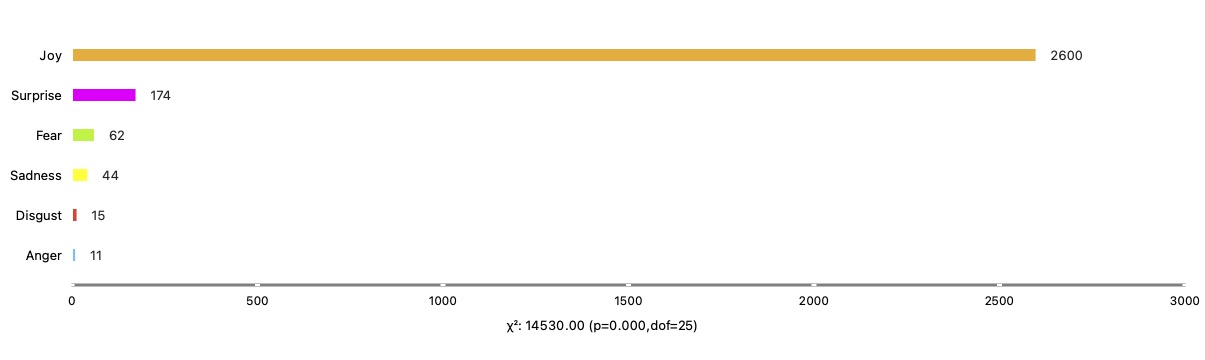 Joy 2600
Surprise 174
Fear 62
Sadness 44
Disgust 15
Anger 11
0 500 1000 1500 2000 2500 3000
χ²: 14530.00 (p=0.000,dof=25)